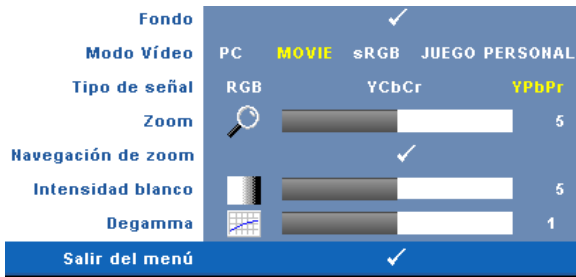 Fondo
Modo Vídeo PC MOVIE sRGB JUEGO PERSONAL
Tipo de señal RGB YCbCr YPbPr
Zoom 5
Navegación de zoom
Intensidad blanco 5
Degamma 1
Salir del menú